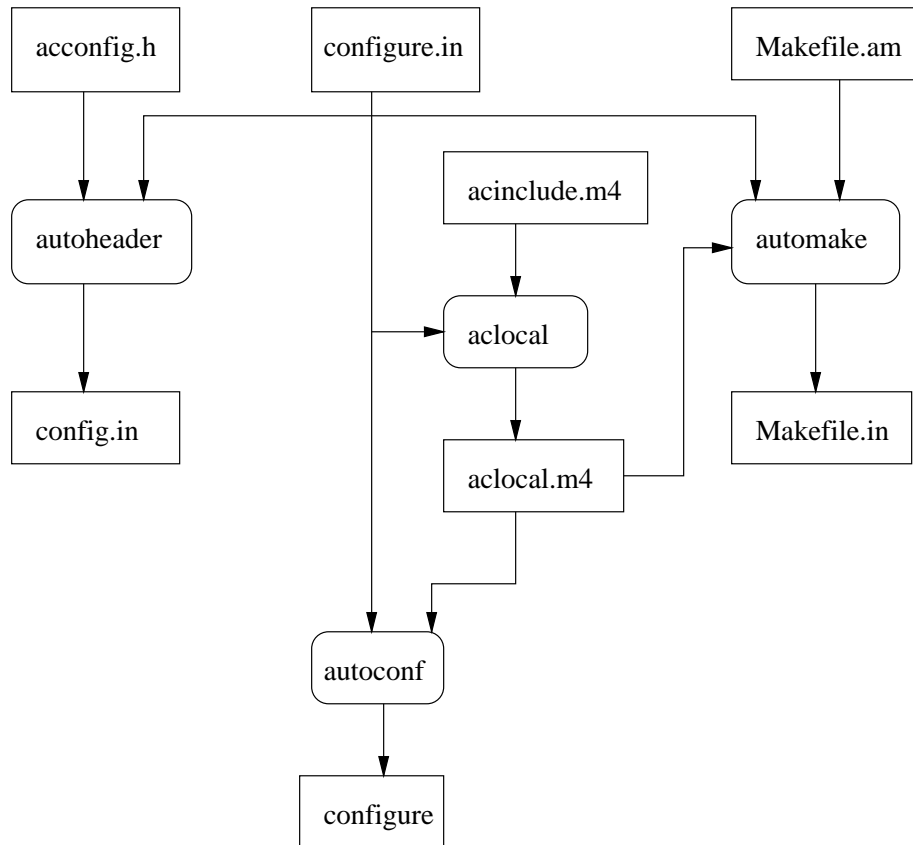 acconfig.h
configure.in
Makefile.am
acinclude.m4
autoheader
automake
aclocal
config.in
Makefile.in
aclocal.m4
autoconf
configure